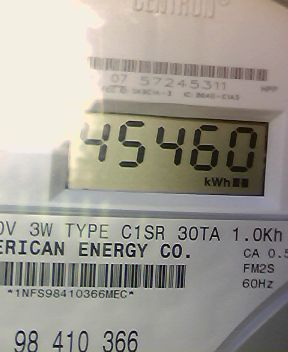 CENTRON®
07 57245311
HPP
45460
kWh
0V 3W TYPE C1SR 30TA 1.0Kh
ERICAN ENERGY CO.
CA 0.5
FM2S
60Hz
*1NFS98410366MEC*
98 410 366